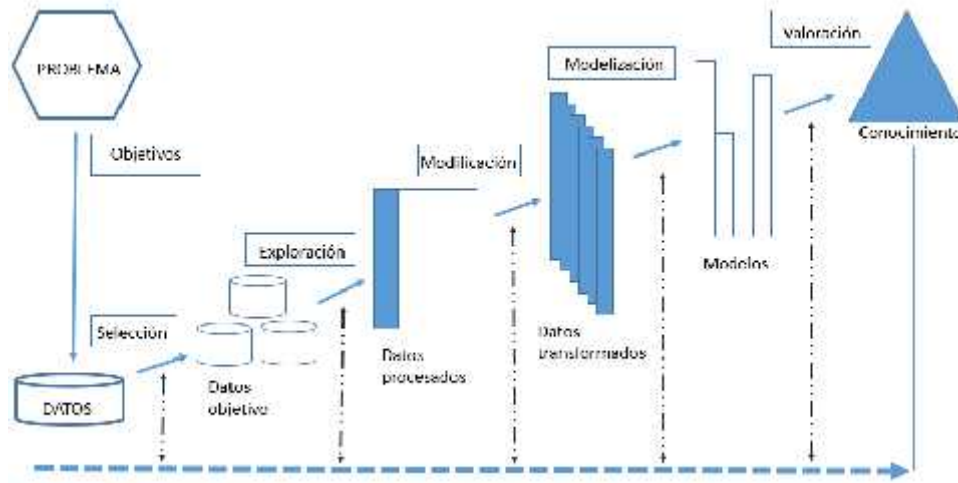 PROBLEMA
Objetivos
DATOS
Selección
Datos
objetivo
Exploración
Datos
procesados
Modificación
Datos
transformados
Modelización
Modelos
Valoración
Conocimiento